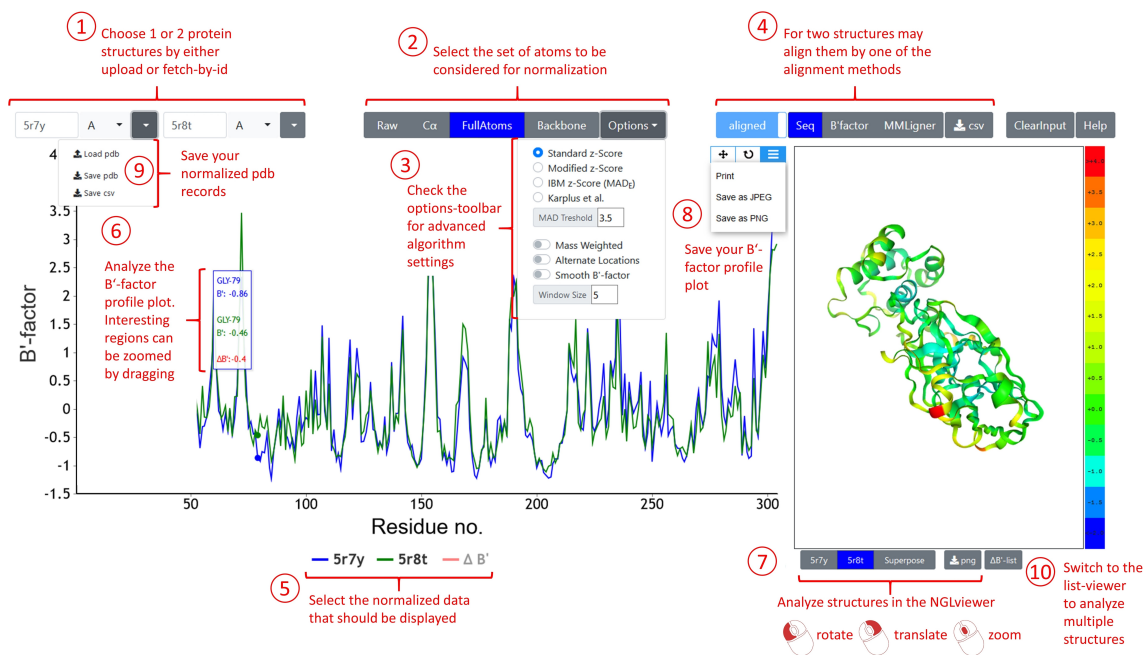 1
Choose 1 or 2 protein
structures by either
upload or fetch-by-id
2
Select the set of atoms to be
considered for normalization
4
For two structures may
align them by one of the
alignment methods
5r7y A 5r8t A
Raw Cα FullAtoms Backbone Options
aligned Seq B'factor MMLigner csv ClearInput Help
Load pdb
Save pdb
Save csv
9
Save your
normalized pdb
records
3
Check the
options-toolbar
for advanced
algorithm
settings
Standard z-Score
Modified z-Score
IBM z-Score (MADE)
Karplus et al.
MAD Treshold 3.5
Mass Weighted
Alternate Locations
Smooth B'-factor
Window Size 5
Print
Save as JPEG
Save as PNG
8
Save your B'-
factor profile
plot
6
Analyze the
B'-factor
profile plot.
Interesting
regions can
be zoomed
by dragging
GLY-79
B': -0.86
GLY-79
B': -0.46
ΔB':-0.4
B'-factor
4
3.5
3
2.5
2
1.5
1
0.5
0
-0.5
-1
-1.5
50 100 150 200 250 300
Residue no.
5r7y 5r8t Δ B'
5
Select the normalized data
that should be displayed
+3.5
+3.0
+2.5
+2.0
+1.5
+1.0
+0.5
+0.0
-0.5
-1.0
-1.5
7
5r7y 5r8t Superpose png ΔB'-list
Analyze structures in the NGLviewer
rotate translate zoom
10
Switch to the
list-viewer
to analyze
multiple
structures